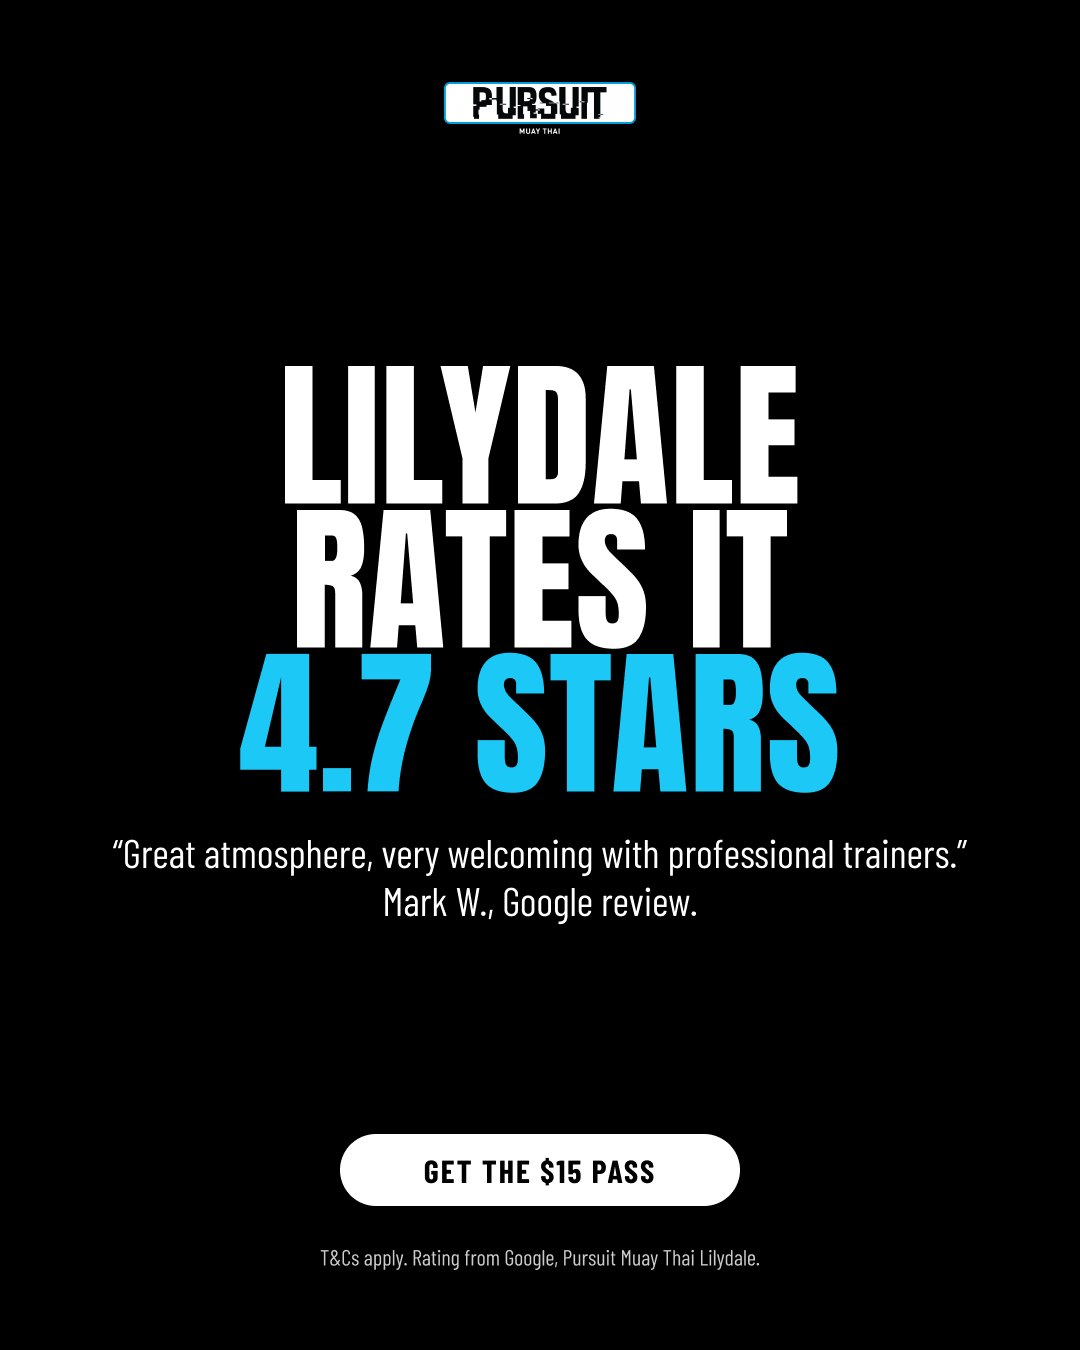 PURSUIT
MUAY THAI
LILYDALE
RATES IT
4.7 STARS
“Great atmosphere, very welcoming with professional trainers.”
Mark W., Google review.
GET THE $15 PASS
T&Cs apply. Rating from Google, Pursuit Muay Thai Lilydale.